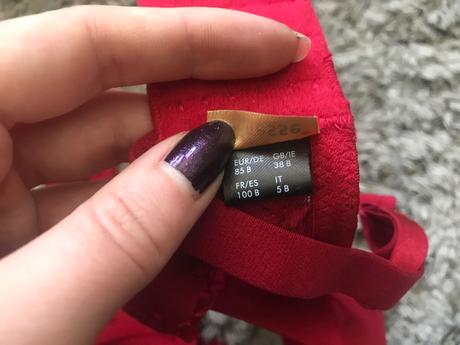 EUR/DE GB/IE
85 B 38 B
FR/ES IT
100 B 5 B